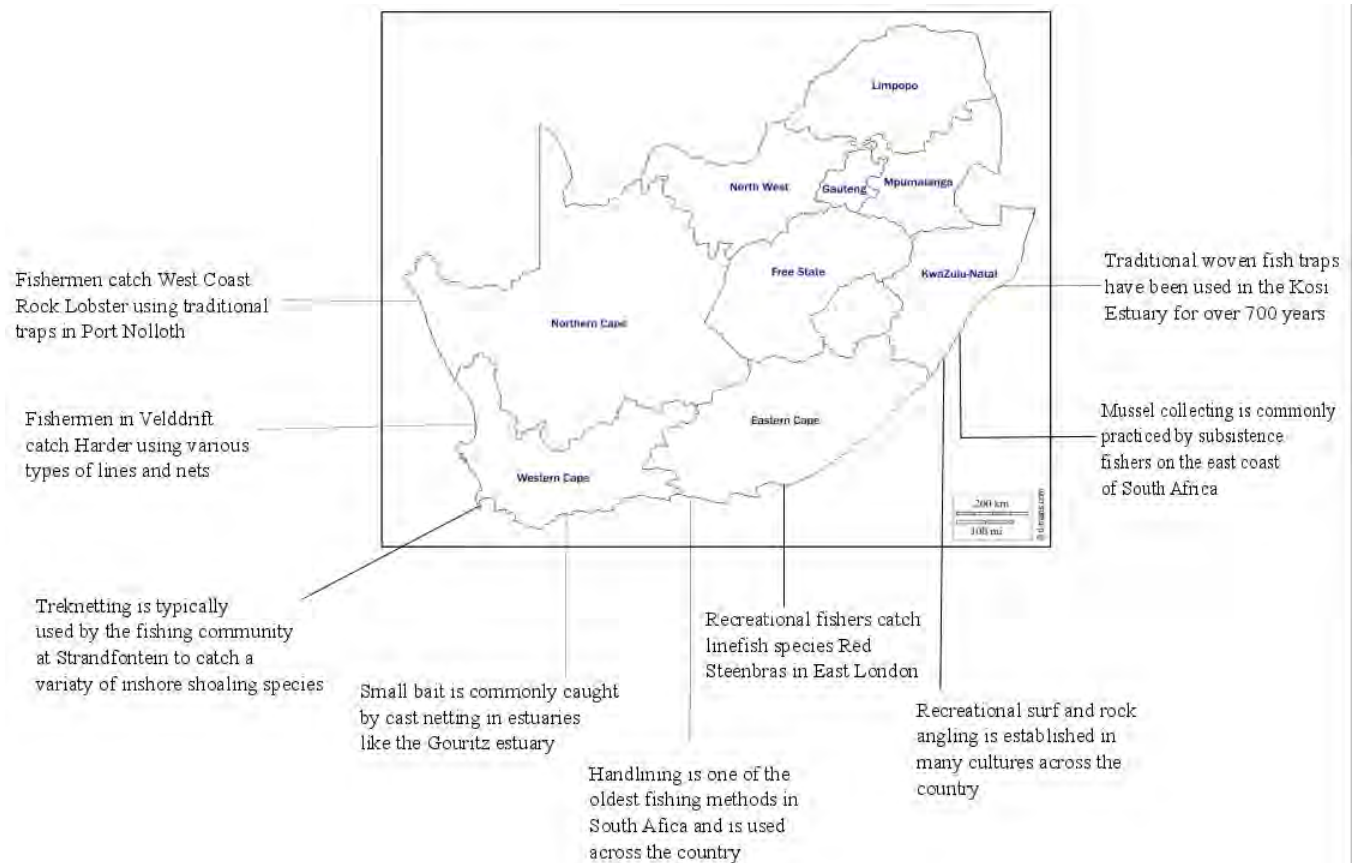 Limpopo
North West
Gauteng
Mpumalanga
Free State
KwaZulu-Natal
Northern Cape
Eastern Cape
Western Cape
200 km
100 mi
© d-maps.com
Fishermen catch West Coast
Rock Lobster using traditional
traps in Port Nolloth
Fishermen in Velddrift
catch Harder using various
types of lines and nets
Treknetting is typically
used by the fishing community
at Strandfontein to catch a
variaty of inshore shoaling species
Small bait is commonly caught
by cast netting in estuaries
like the Gouritz estuary
Handlining is one of the
oldest fishing methods in
South Afica and is used
across the country
Recreational fishers catch
linefish species Red
Steenbras in East London
Recreational surf and rock
angling is established in
many cultures across the
country
Mussel collecting is commonly
practiced by subsistence
fishers on the east coast
of South Africa
Traditional woven fish traps
have been used in the Kosi
Estuary for over 700 years